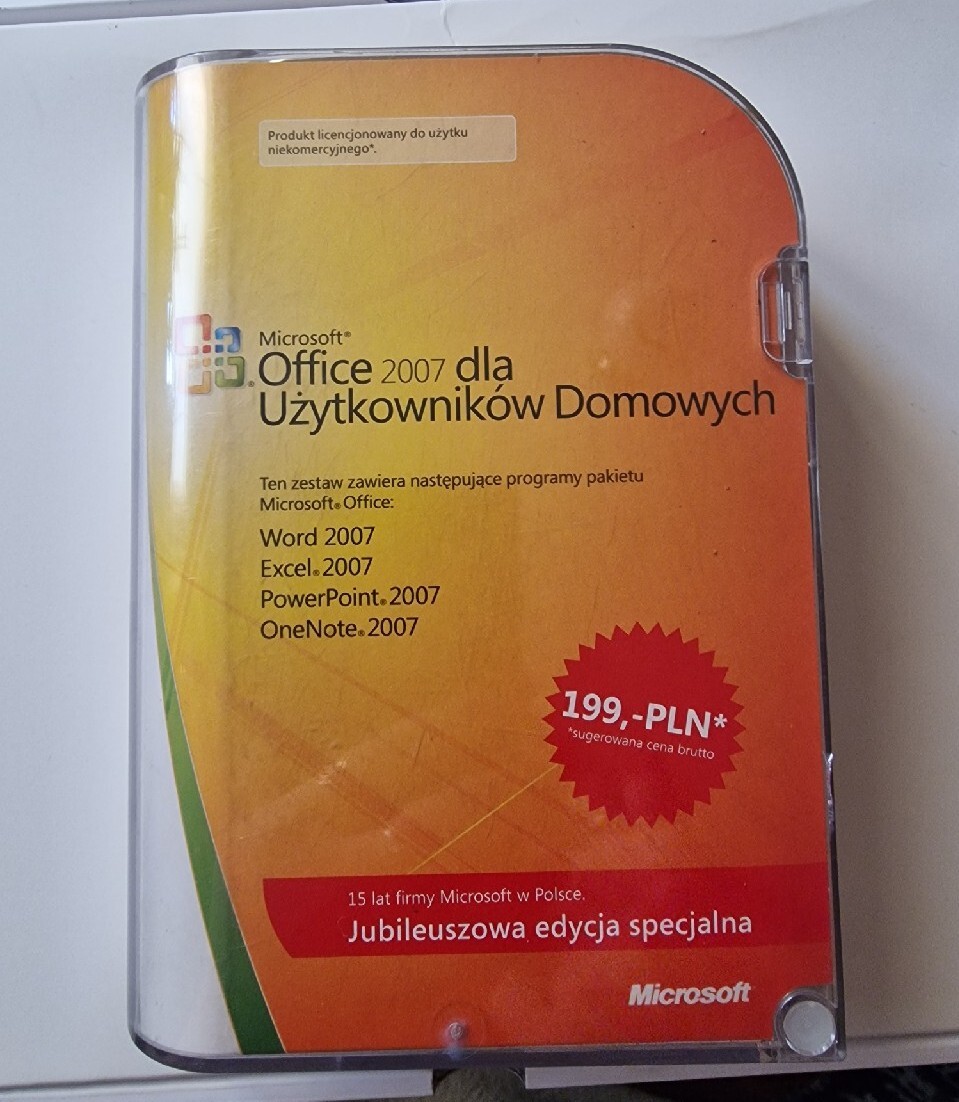 Produkt licencjonowany do użytku
niekomercyjnego*.
Microsoft®
Office 2007 dla
Użytkowników Domowych
Ten zestaw zawiera następujące programy pakietu
Microsoft® Office:
Word 2007
Excel® 2007
PowerPoint® 2007
OneNote® 2007
199,-PLN*
*sugerowana cena brutto
15 lat firmy Microsoft w Polsce.
Jubileuszowa edycja specjalna
Microsoft